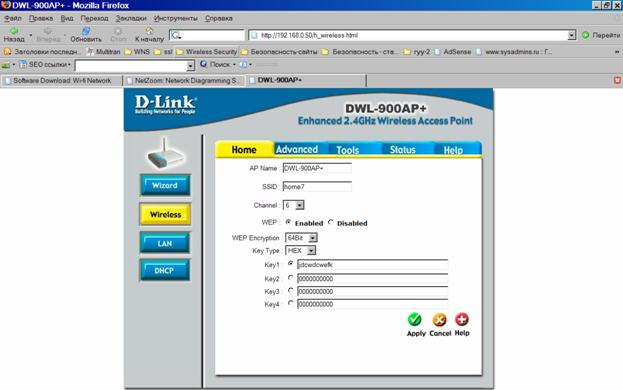 DWL-900AP+ - Mozilla Firefox
Файл Правка Вид Переход Закладки Инструменты Справка
Назад Вперёд Обновить Стоп К началу http://192.168.0.50/h_wireless.html Перейти
Заголовки последн... Multitran WNS ssl Wireless Security Безопасность-сайты Безопасность - ста... ryy-2 AdSense www.sysadmins.ru :: Г...
SEO ссылки Поиск
Software Download: Wi-fi Network NetZoom: Network Diagramming S... DWL-900AP+
D-Link
Building Networks for People
DWL-900AP+
Enhanced 2.4GHz Wireless Access Point
Home Advanced Tools Status Help
Wizard
Wireless
LAN
DHCP
AP Name : DWL-900AP+
SSID : home7
Channel : 6
WEP : Enabled Disabled
WEP Encryption : 64Bit
Key Type : HEX
Key1 : jdcwdcwefk
Key2 : 0000000000
Key3 : 0000000000
Key4 : 0000000000
Apply Cancel Help